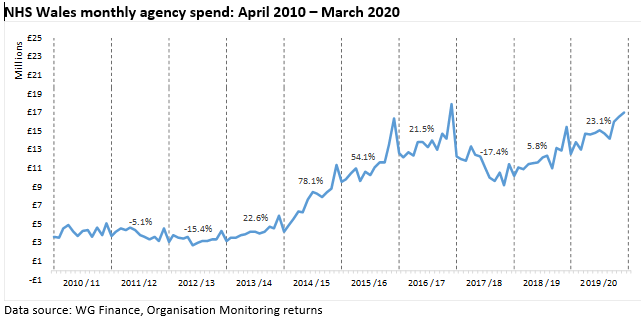 NHS Wales monthly agency spend: April 2010 – March 2020
Millions
£25
£23
£21
£19
£17
£15
£13
£11
£9
£7
£5
£3
£1
-£1
-5.1%
-15.4%
22.6%
78.1%
54.1%
21.5%
-17.4%
5.8%
23.1%
2010 / 11
2011 / 12
2012 / 13
2013 / 14
2014 / 15
2015 / 16
2016 / 17
2017 / 18
2018 / 19
2019 / 20
Data source: WG Finance, Organisation Monitoring returns